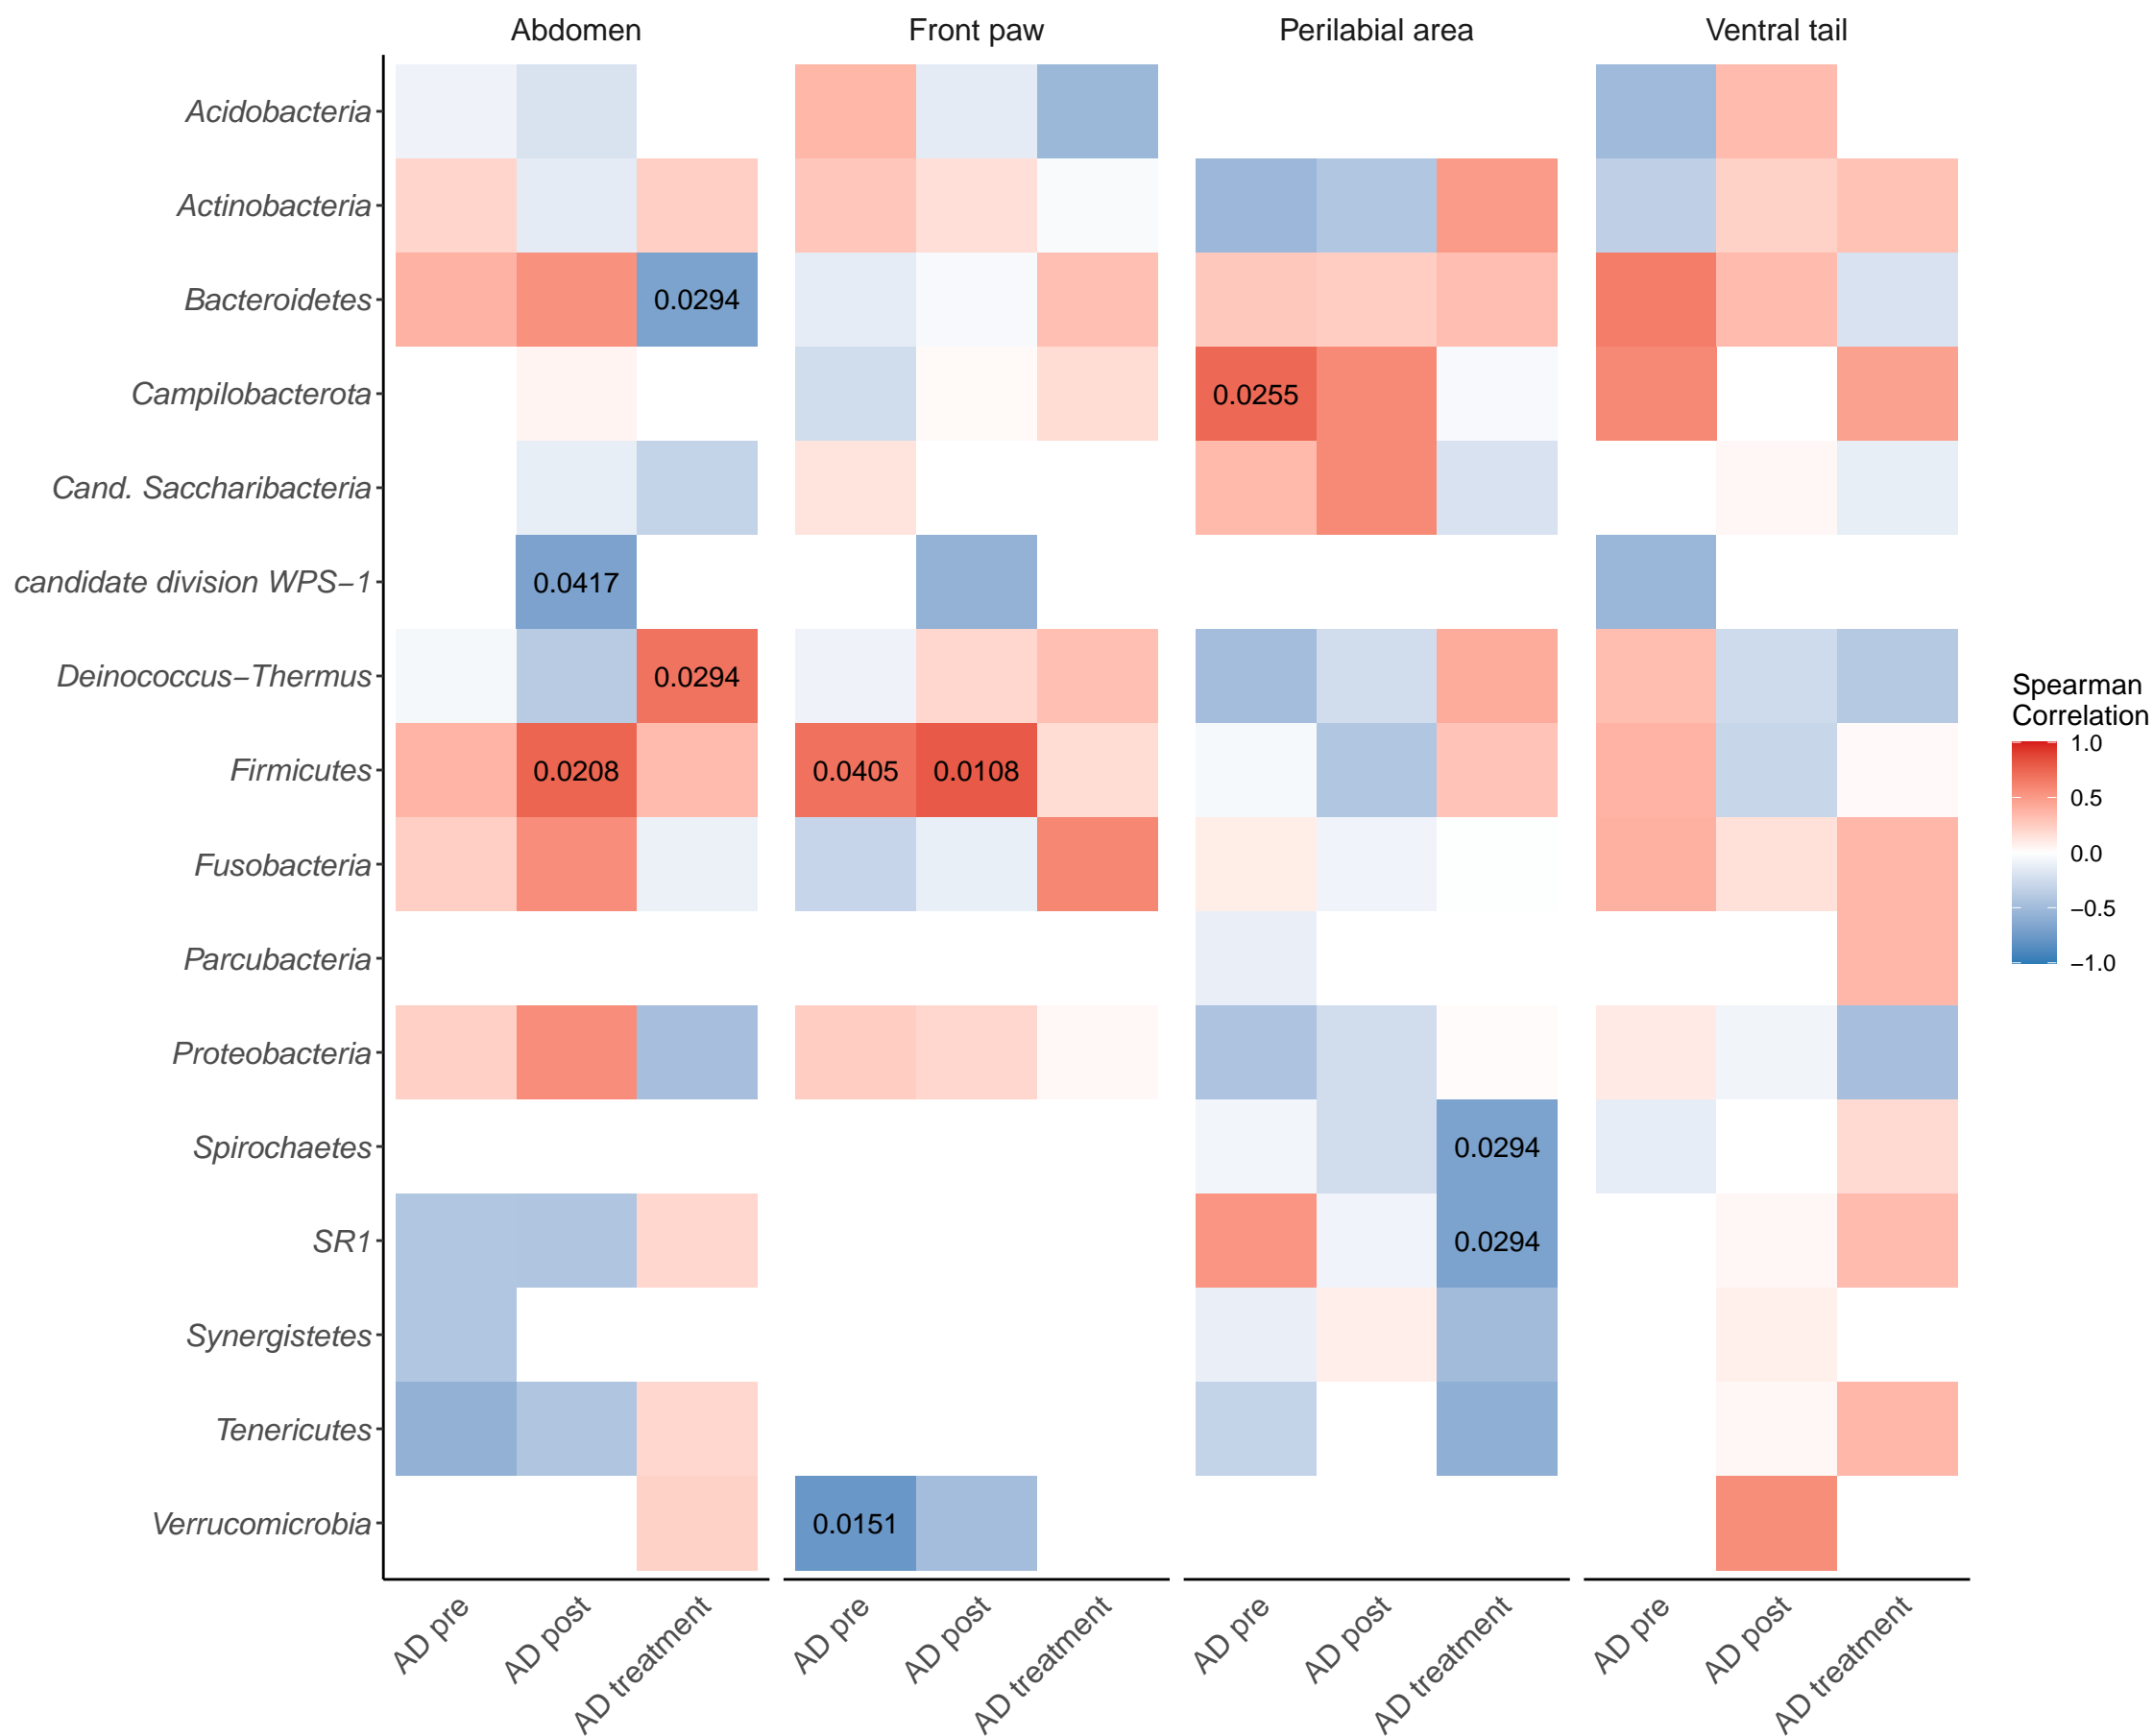 Abdomen Front paw Perilabial area Ventral tail
Acidobacteria
Actinobacteria
Bacteroidetes 0.0294
Campilobacterota 0.0255
Cand. Saccharibacteria
candidate division WPS−1 0.0417
Deinococcus−Thermus 0.0294
Firmicutes 0.0208 0.0405 0.0108
Fusobacteria
Parcubacteria
Proteobacteria
Spirochaetes 0.0294
SR1 0.0294
Synergistetes
Tenericutes
Verrucomicrobia 0.0151
AD pre AD post AD treatment AD pre AD post AD treatment AD pre AD post AD treatment AD pre AD post AD treatment
Spearman
Correlation
1.0
0.5
0.0
−0.5
−1.0